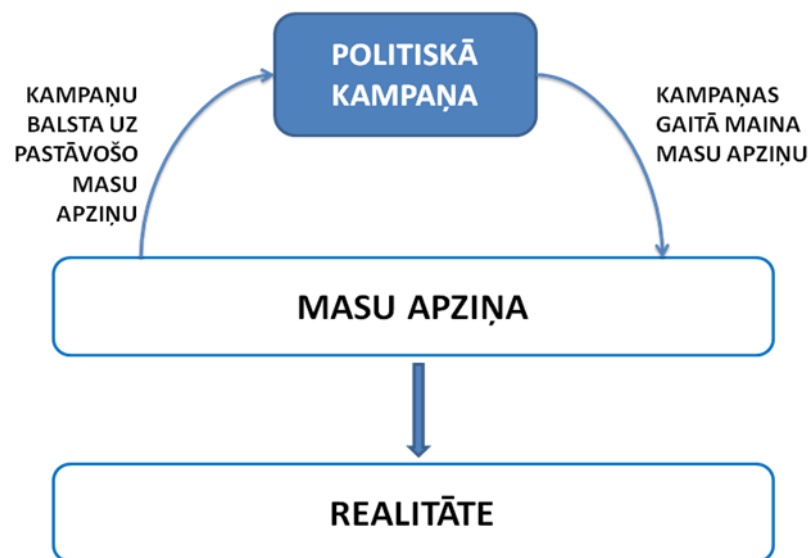 POLITISKĀ
KAMPAŅA
KAMPAŅU
BALSTA UZ
PASTĀVOŠO
MASU
APZIŅU
KAMPAŅAS
GAITĀ MAINA
MASU APZIŅU
MASU APZIŅA
REALITĀTE